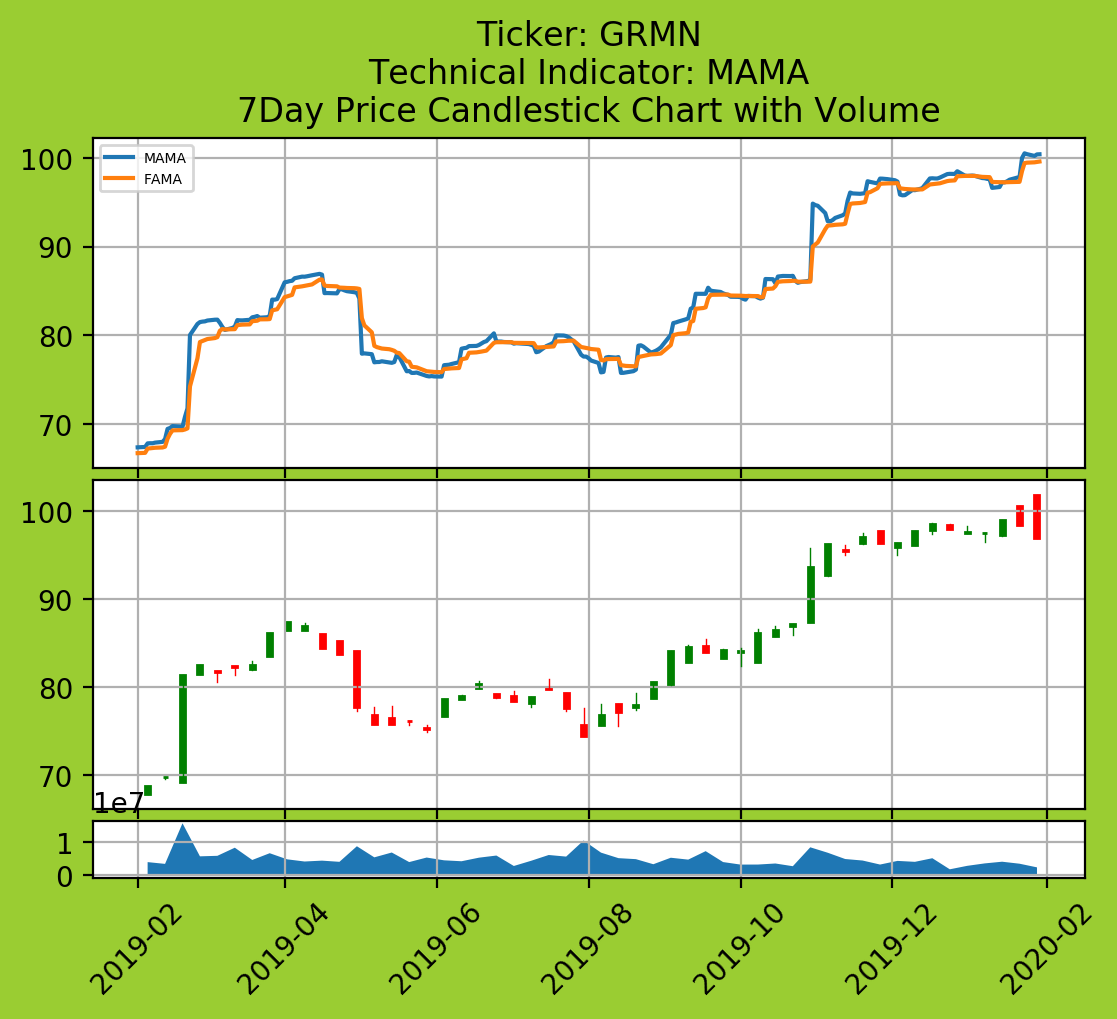 Ticker: GRMN
Technical Indicator: MAMA
7Day Price Candlestick Chart with Volume
MAMA
FAMA
100
90
80
70
100
90
80
70
1e7
1
0
2019-02
2019-04
2019-06
2019-08
2019-10
2019-12
2020-02